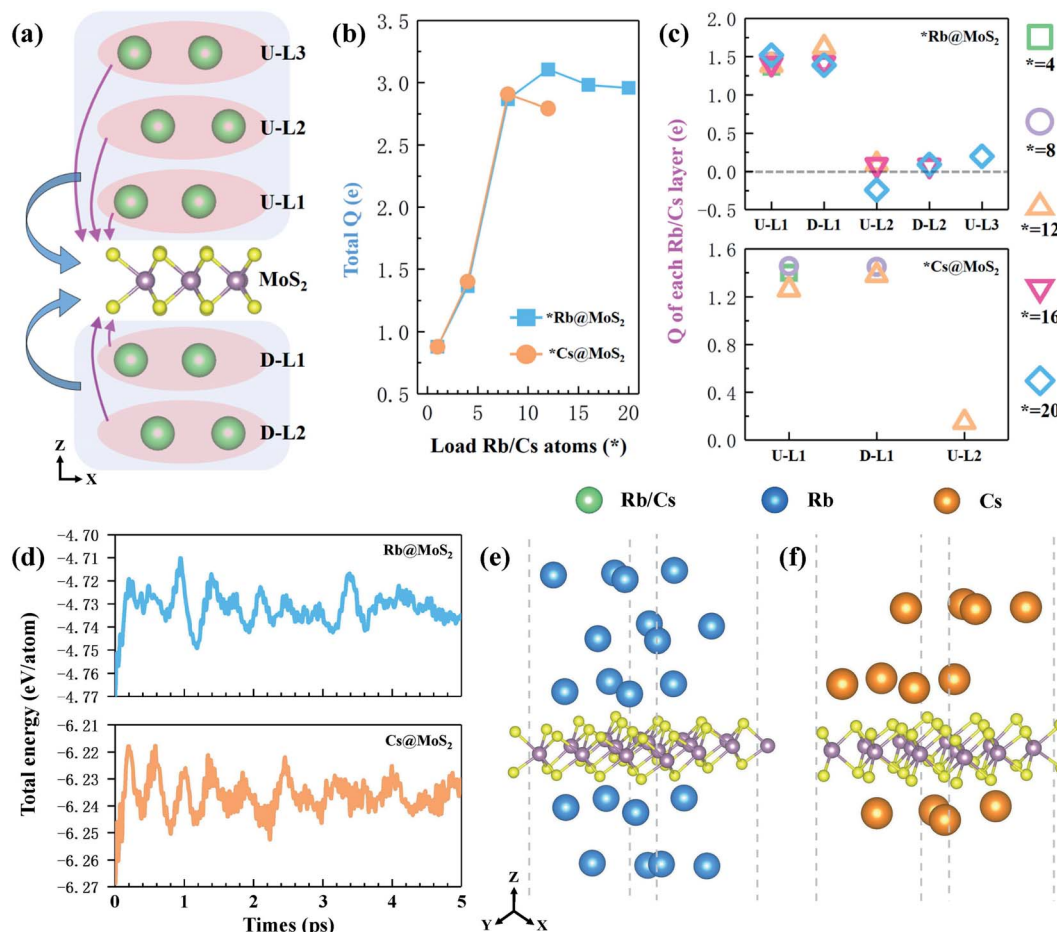 (a)
U-L3
U-L2
U-L1
MoS2
D-L1
D-L2
Z
X
(b)
Total Q (e)
3.5
3.0
2.5
2.0
1.5
1.0
0.5
*Rb@MoS2
*Cs@MoS2
0 5 10 15 20
Load Rb/Cs atoms (*)
(c)
Q of each Rb/Cs layer (e)
2.0
1.5
1.0
0.5
0.0
-0.5
*Rb@MoS2
U-L1 D-L1 U-L2 D-L2 U-L3
1.6
1.2
0.8
0.4
0.0
*Cs@MoS2
U-L1 D-L1 U-L2
*=4
*=8
*=12
*=16
*=20
Rb/Cs Rb Cs
(d)
Total energy (eV/atom)
-4.70
-4.71
-4.72
-4.73
-4.74
-4.75
-4.76
-4.77
Rb@MoS2
-6.21
-6.22
-6.23
-6.24
-6.25
-6.26
-6.27
Cs@MoS2
0 1 2 3 4 5
Times (ps)
(e)
Z
Y X
(f)